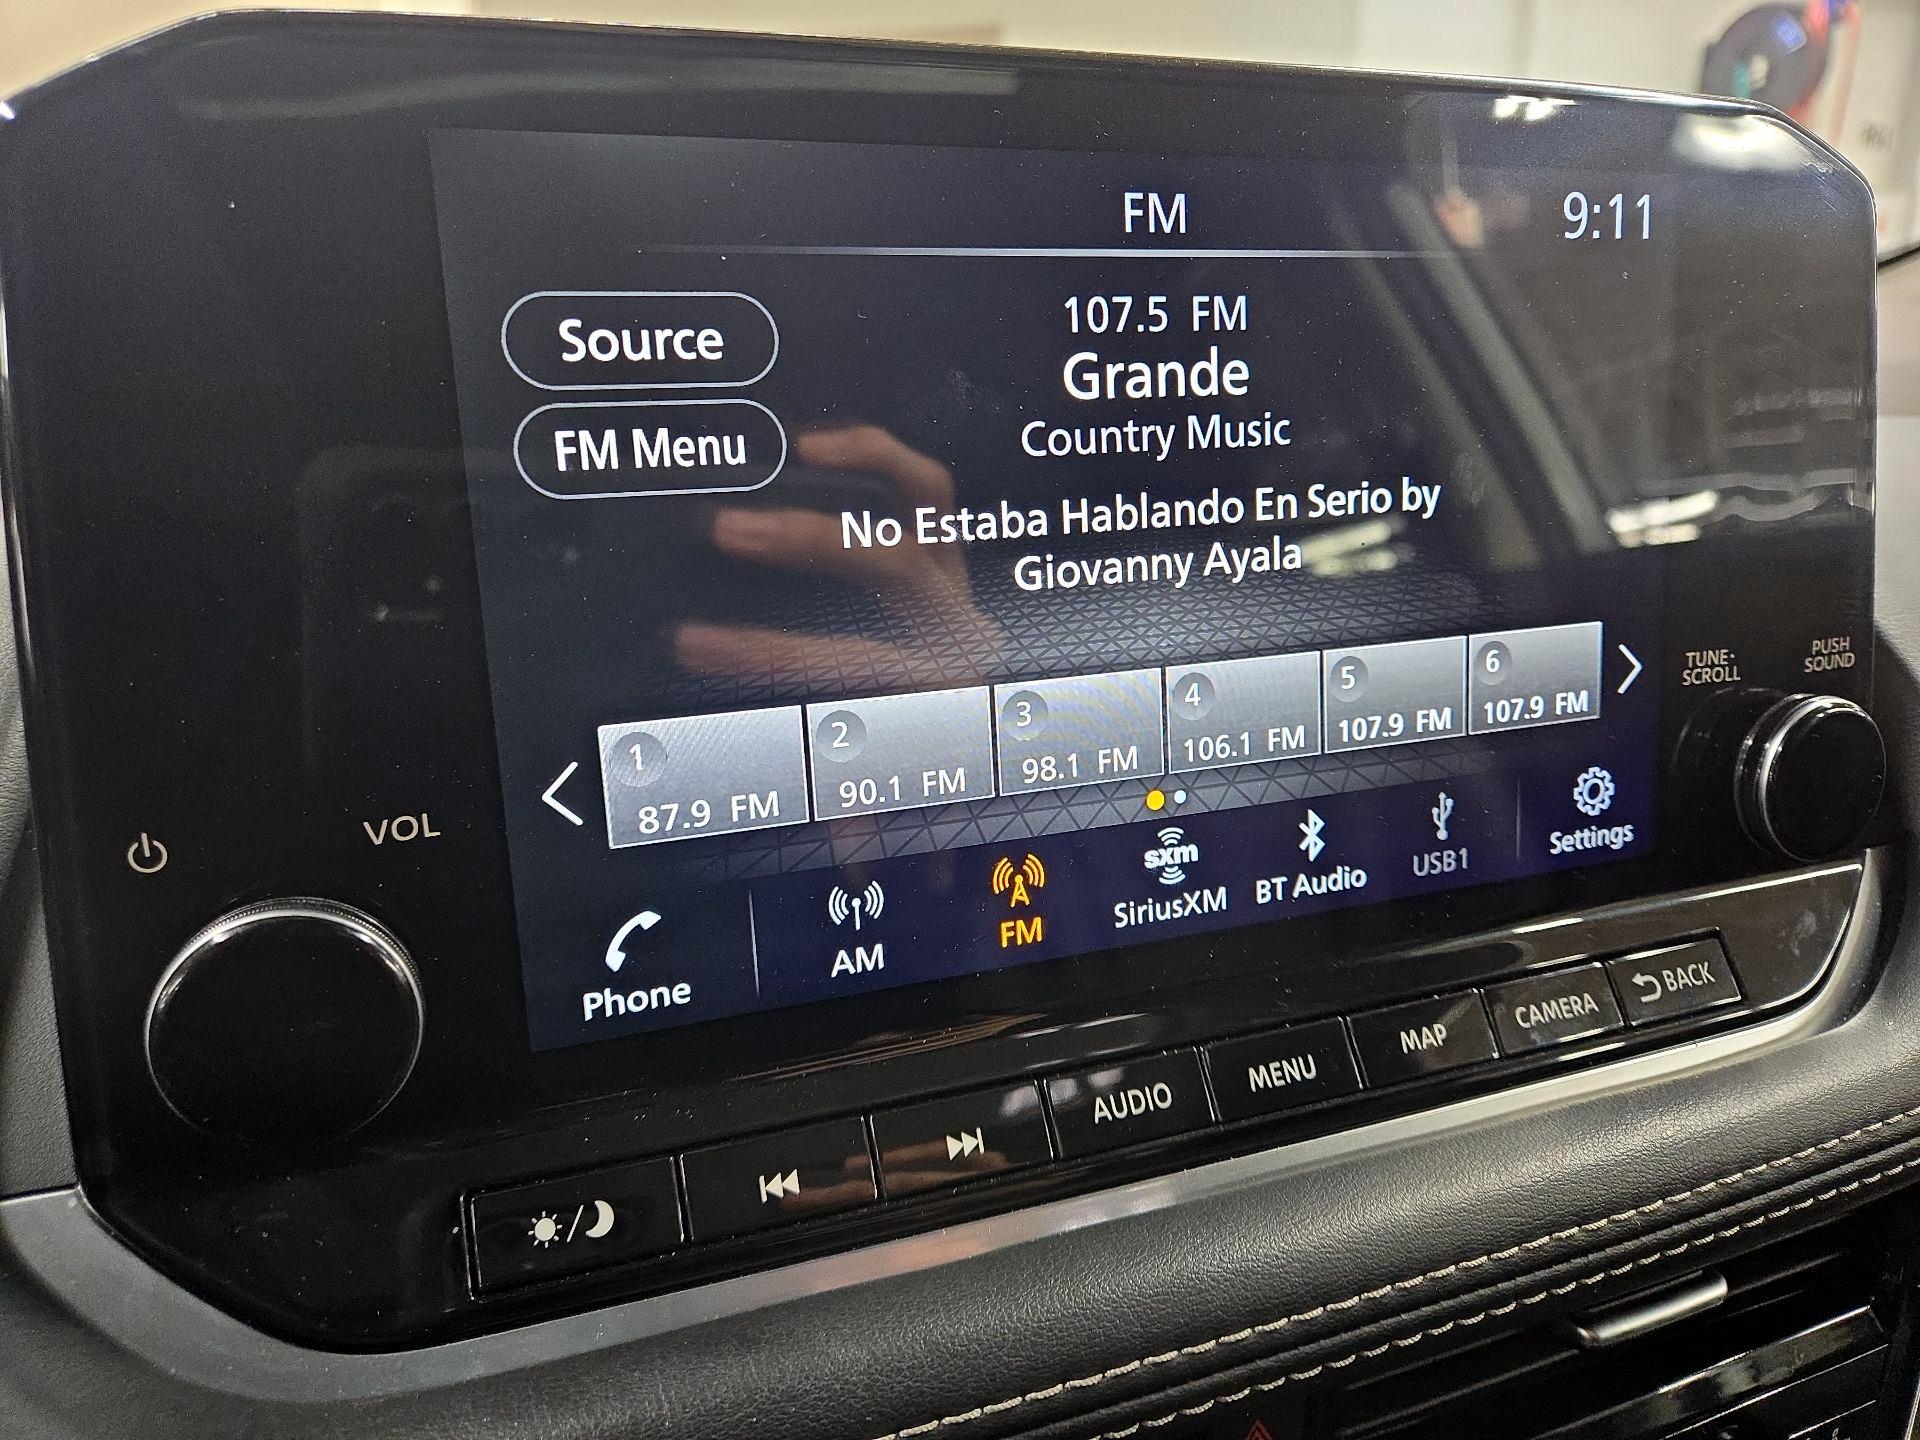 FM
9:11
Source
107.5 FM
Grande
FM Menu
Country Music
No Estaba Hablando En Serio by
Giovanny Ayala
1
87.9 FM
2
90.1 FM
3
98.1 FM
4
106.1 FM
5
107.9 FM
6
107.9 FM
TUNE·
SCROLL
PUSH
SOUND
VOL
Phone
AM
FM
sxm
SiriusXM
BT Audio
USB1
Settings
AUDIO
MENU
MAP
CAMERA
BACK